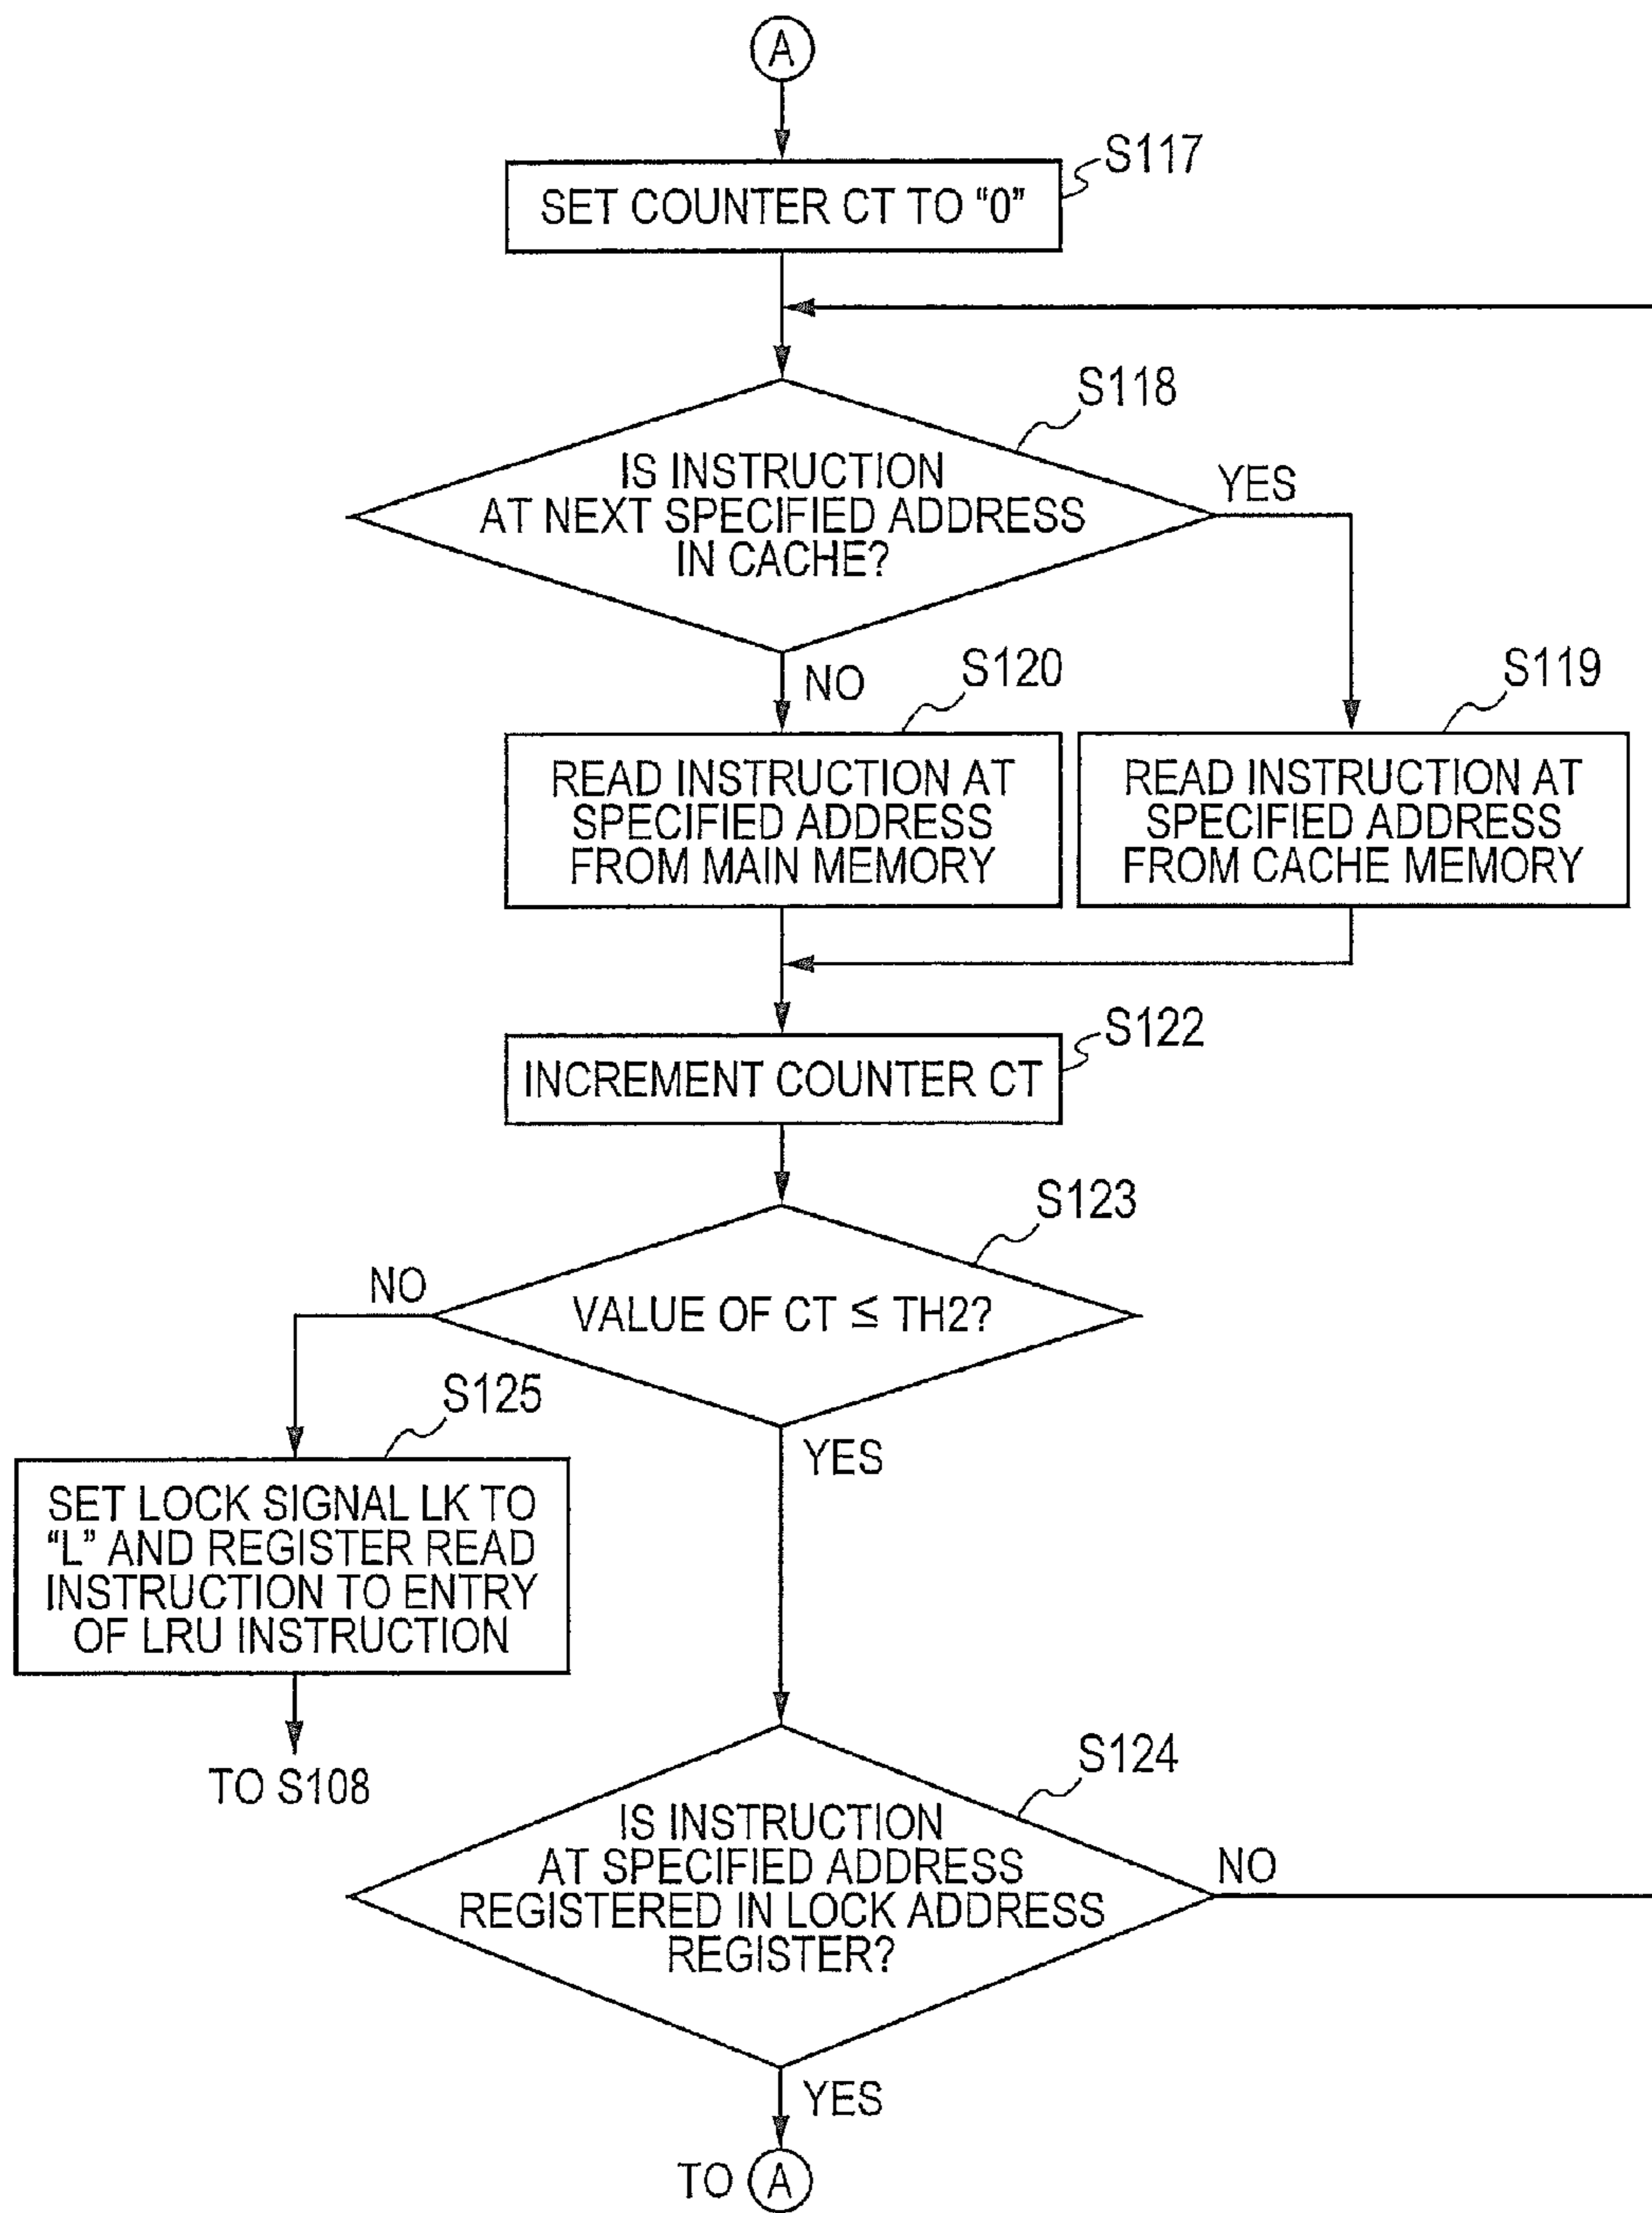 A
S117
SET COUNTER CT TO “0”
S118
IS INSTRUCTION
AT NEXT SPECIFIED ADDRESS
IN CACHE?
YES
NO
S120
S119
READ INSTRUCTION AT
SPECIFIED ADDRESS
FROM MAIN MEMORY
READ INSTRUCTION AT
SPECIFIED ADDRESS
FROM CACHE MEMORY
S122
INCREMENT COUNTER CT
S123
NO
VALUE OF CT ≦ TH2?
S125
YES
SET LOCK SIGNAL LK TO
“L” AND REGISTER READ
INSTRUCTION TO ENTRY
OF LRU INSTRUCTION
TO S108
S124
IS INSTRUCTION
AT SPECIFIED ADDRESS
REGISTERED IN LOCK ADDRESS
REGISTER?
NO
YES
TO A